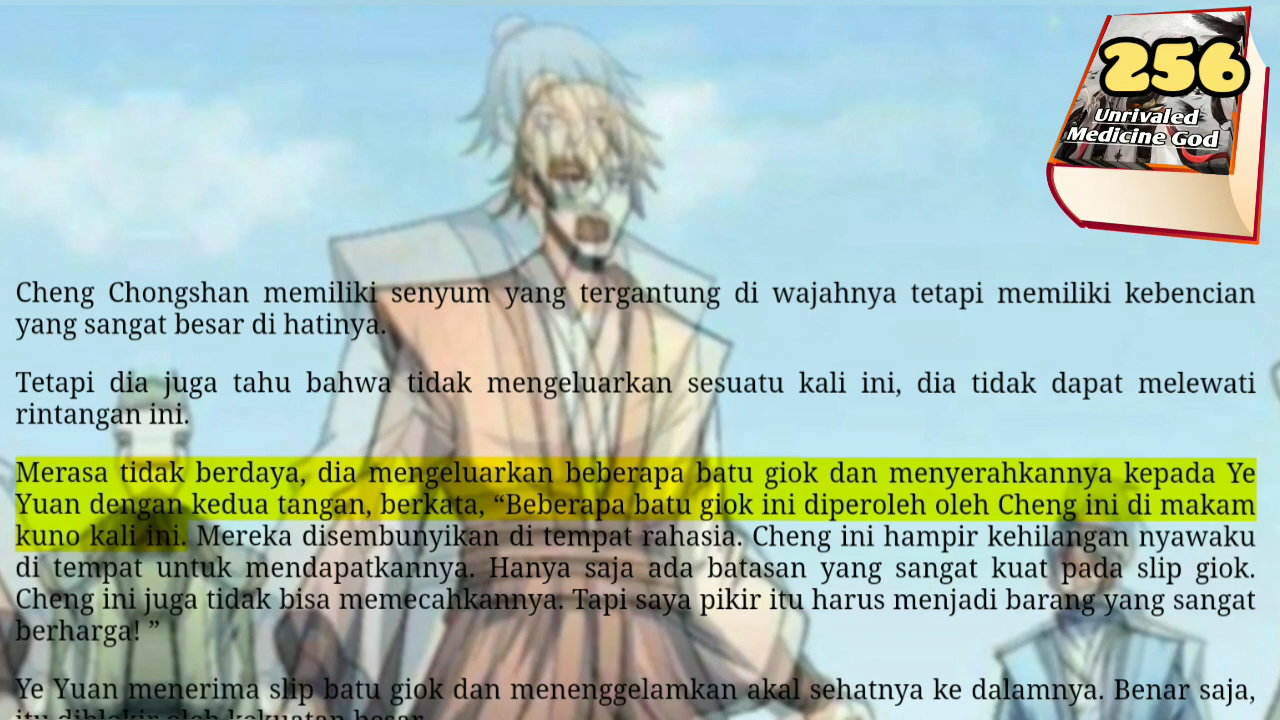 256
Unrivaled
Medicine God
Cheng Chongshan memiliki senyum yang tergantung di wajahnya tetapi memiliki kebencian
yang sangat besar di hatinya.
Tetapi dia juga tahu bahwa tidak mengeluarkan sesuatu kali ini, dia tidak dapat melewati
rintangan ini.
Merasa tidak berdaya, dia mengeluarkan beberapa batu giok dan menyerahkannya kepada Ye
Yuan dengan kedua tangan, berkata, “Beberapa batu giok ini diperoleh oleh Cheng ini di makam
kuno kali ini. Mereka disembunyikan di tempat rahasia. Cheng ini hampir kehilangan nyawaku
di tempat untuk mendapatkannya. Hanya saja ada batasan yang sangat kuat pada slip giok.
Cheng ini juga tidak bisa memecahkannya. Tapi saya pikir itu harus menjadi barang yang sangat
berharga! ”
Ye Yuan menerima slip batu giok dan menenggelamkan akal sehatnya ke dalamnya. Benar saja,
itu diblokir oleh kekuatan besar.